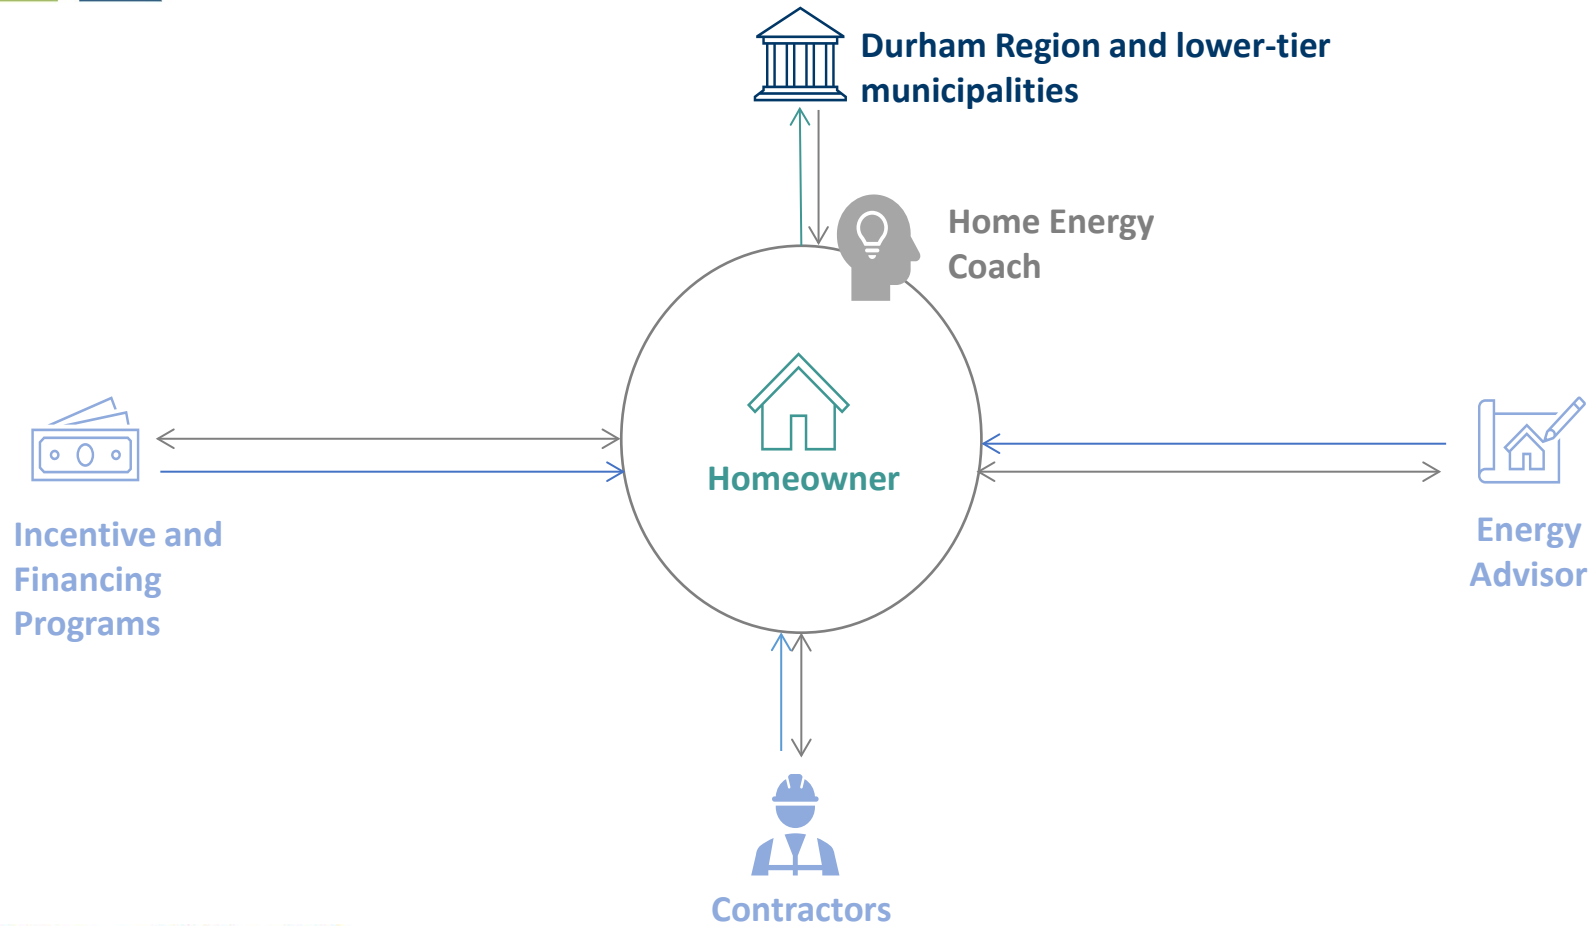 Durham Region and lower-tier
municipalities
Home Energy
Coach
Homeowner
Incentive and
Financing
Programs
Energy
Advisor
Contractors